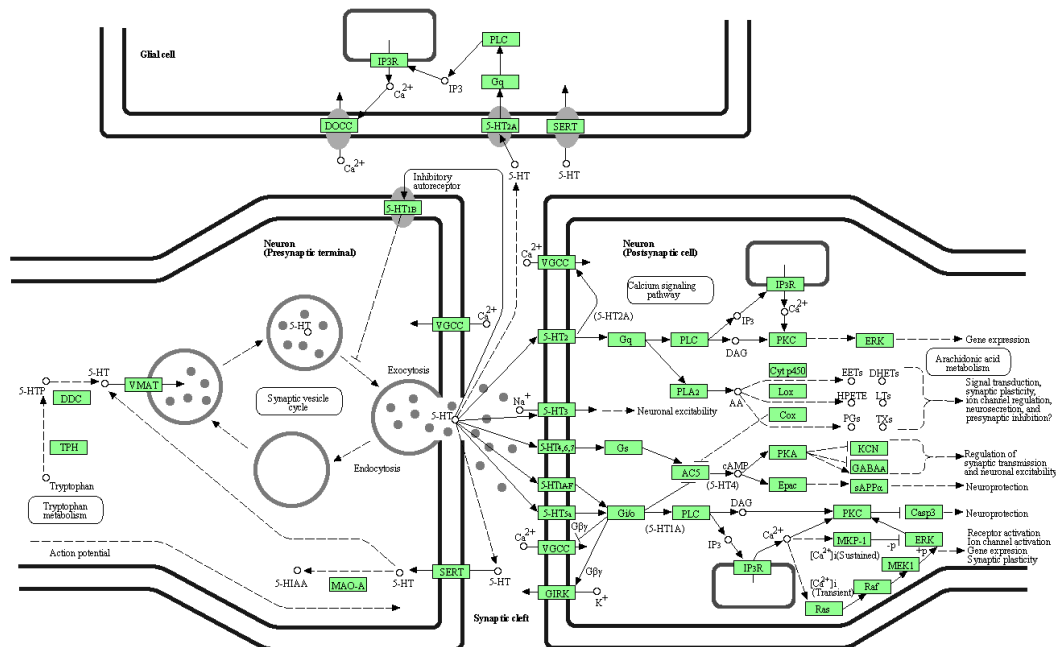 Glial cell
PLC
IP3R
IP3
Ca2+
Gq
DOCC
5-HT2A
SERT
Ca2+
5-HT
5-HT
Inhibitory
autoreceptor
5-HT1B
Neuron
(Presynaptic terminal)
Neuron
(Postsynaptic cell)
Ca2+
VGCC
Calcium signaling
pathway
IP3R
Ca2+
IP3
(5-HT2A)
5-HT
VGCC
Ca2+
5-HT2
Gq
PLC
DAG
PKC
ERK
Gene expression
Arachidonic acid
metabolism
5-HTP
5-HT
VMAT
DDC
Exocytosis
Synaptic vesicle
cycle
5-HT
Na+
5-HT3
Neuronal excitability
PLA2
AA
Cyt p450
Lox
Cox
EETs
DHETs
HPETE
LTs
PGs
TXs
Signal transduction,
synaptic plasticity,
ion channel regulation,
neurosecretion, and
presynaptic inhibition?
TPH
Endocytosis
5-HT4,6,7
Gs
AC5
cAMP
(5-HT4)
PKA
KCN
GABAA
Regulation of
synaptic transmission
and neuronal excitability
Tryptophan
Tryptophan
metabolism
5-HT1AF
Epac
sAPPα
Neuroprotection
5-HT5a
Gi/o
(5-HT1A)
PLC
DAG
PKC
Casp3
Neuroprotection
Action potential
Gβγ
Ca2+
VGCC
IP3
Ca2+
MKP-1
-p
ERK
+p
[Ca2+]i(Sustained)
Receptor activation
Ion channel activation
Gene expresion
Synaptic plasticity
5-HIAA
MAO-A
5-HT
SERT
5-HT
Gβγ
IP3R
MEK1
[Ca2+]i
(Transient)
Raf
GIRK
K+
Ras
Synaptic cleft